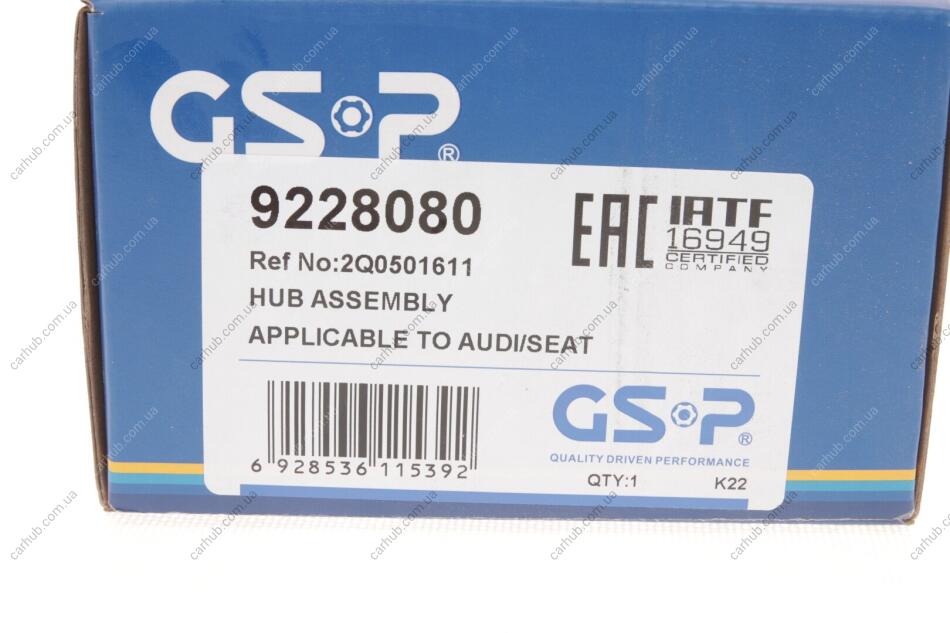 GSP®
9228080
EAC
IATF
16949
CERTIFIED
COMPANY
Ref No:2Q0501611
HUB ASSEMBLY
APPLICABLE TO AUDI/SEAT
6 928536 115392
GSP®
QUALITY DRIVEN PERFORMANCE
QTY:1 K22
carhub.com.ua